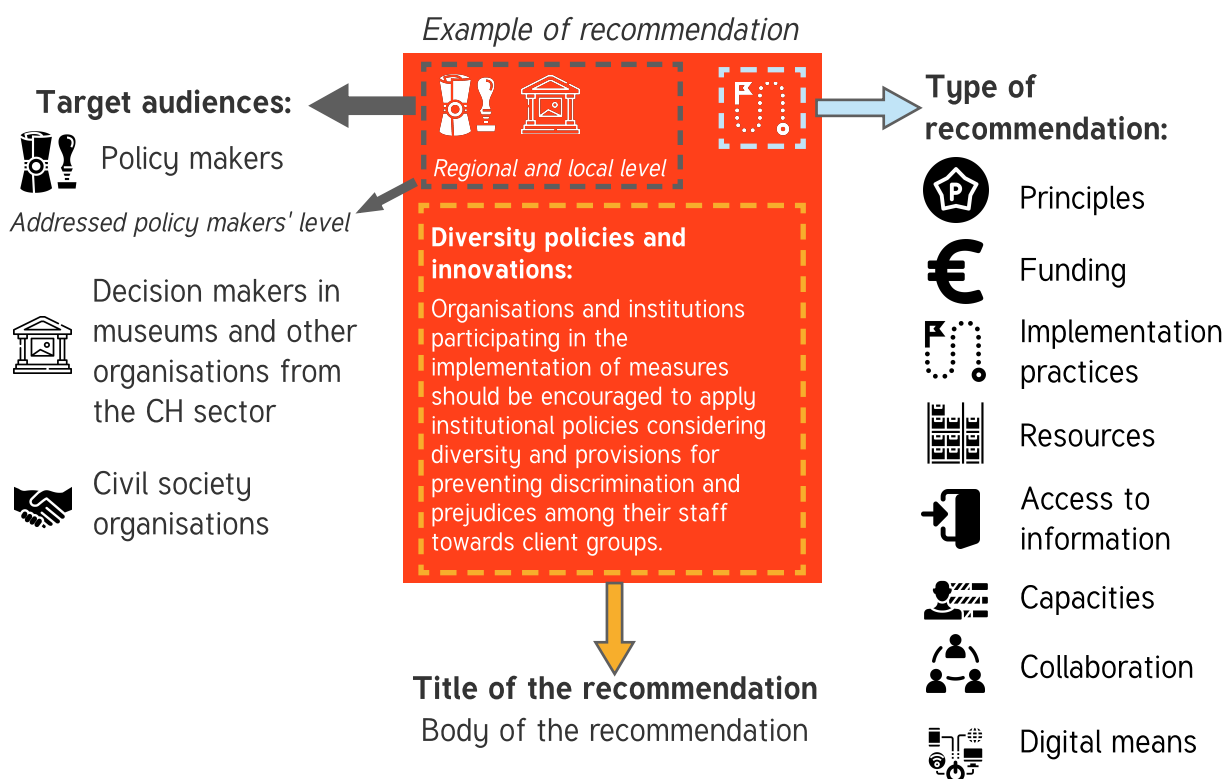 Example of recommendation
Target audiences:
Policy makers
Addressed policy makers' level
Decision makers in
museums and other
organisations from
the CH sector
Civil society
organisations
Regional and local level
Diversity policies and
innovations:
Organisations and institutions
participating in the
implementation of measures
should be encouraged to apply
institutional policies considering
diversity and provisions for
preventing discrimination and
prejudices among their staff
towards client groups.
Title of the recommendation
Body of the recommendation
Type of
recommendation:
P
Principles
€
Funding
Implementation
practices
Resources
Access to
information
Capacities
Collaboration
Digital means